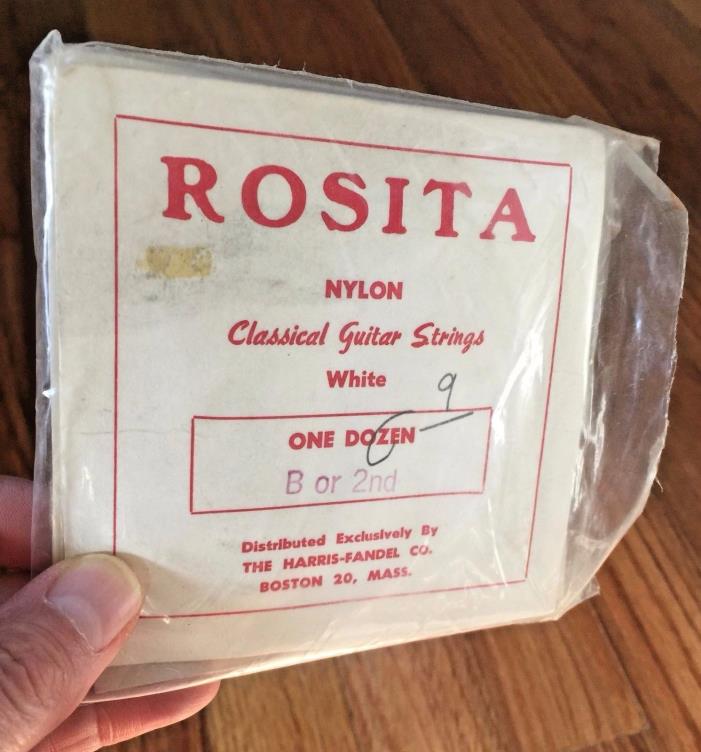 ROSITA
NYLON
Classical Guitar Strings
White
9
ONE DOZEN
B or 2nd
Distributed Exclusively By
THE HARRIS-FANDEL CO.
BOSTON 20, MASS.